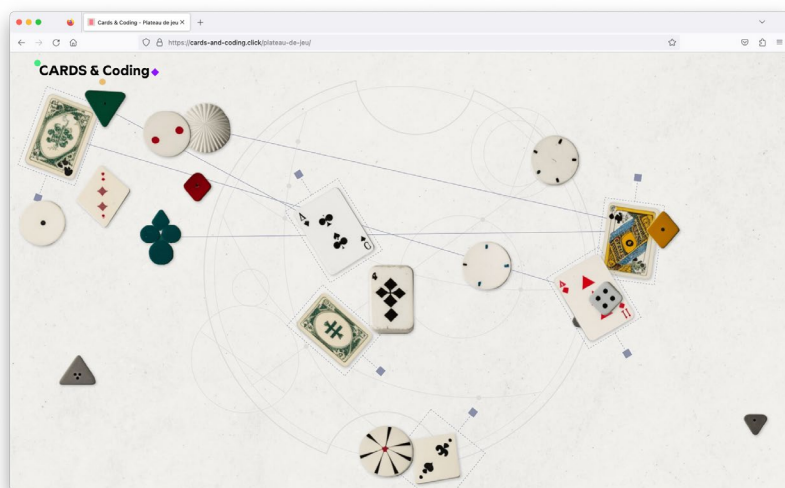 Cards & Coding - Plateau de jeu
https://cards-and-coding.click/plateau-de-jeu/
CARDS & Coding